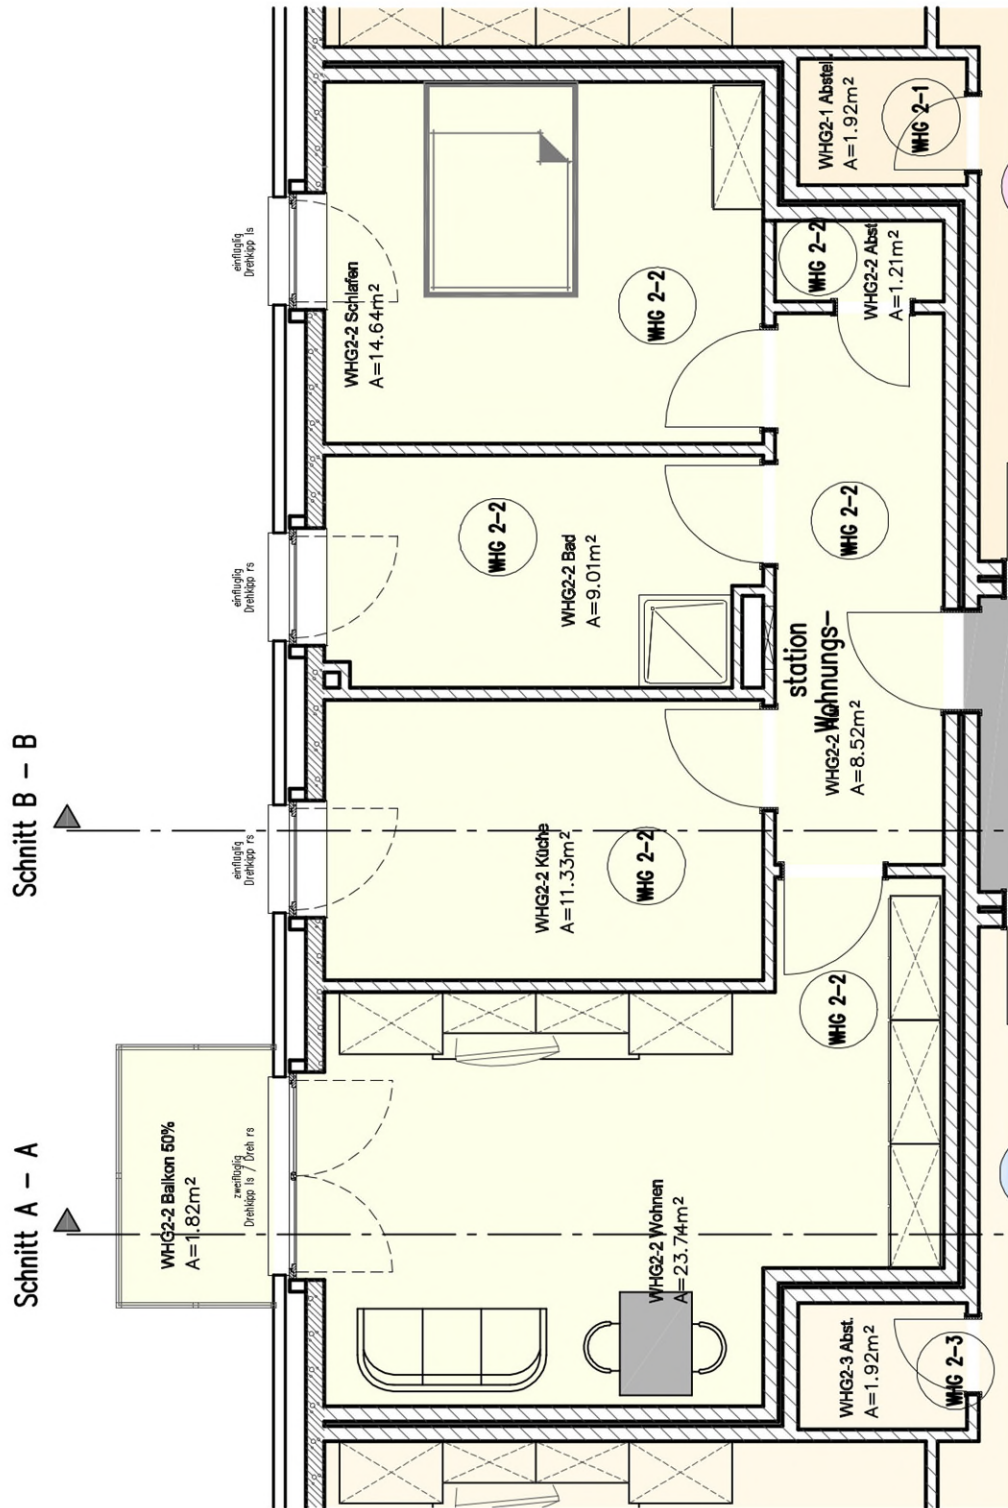 Schnitt B – B
Schnitt A – A
einflüglig
Drehkipp ls
einflüglig
Drehkipp rs
einflüglig
Drehkipp rs
zweiflüglig
Drehkipp ls / Dreh rs
WHG2-2 Balkon 50%
A=1.82m²
WHG2-2 Schlafen
A=14.64m²
WHG 2-2
WHG 2-2
WHG2-2 Bad
A=9.01m²
WHG2-2 Küche
A=11.33m²
WHG 2-2
WHG2-2 Wohnen
A=23.74m²
WHG 2-2
WHG2-1 Abstell.
A=1.92m²
WHG 2-1
WHG 2-2
WHG2-2 Abst
A=1.21m²
WHG 2-2
Wohnungs–
station
WHG2-2
A=8.52m²
WHG2-3 Abst.
A=1.92m²
WHG 2-3